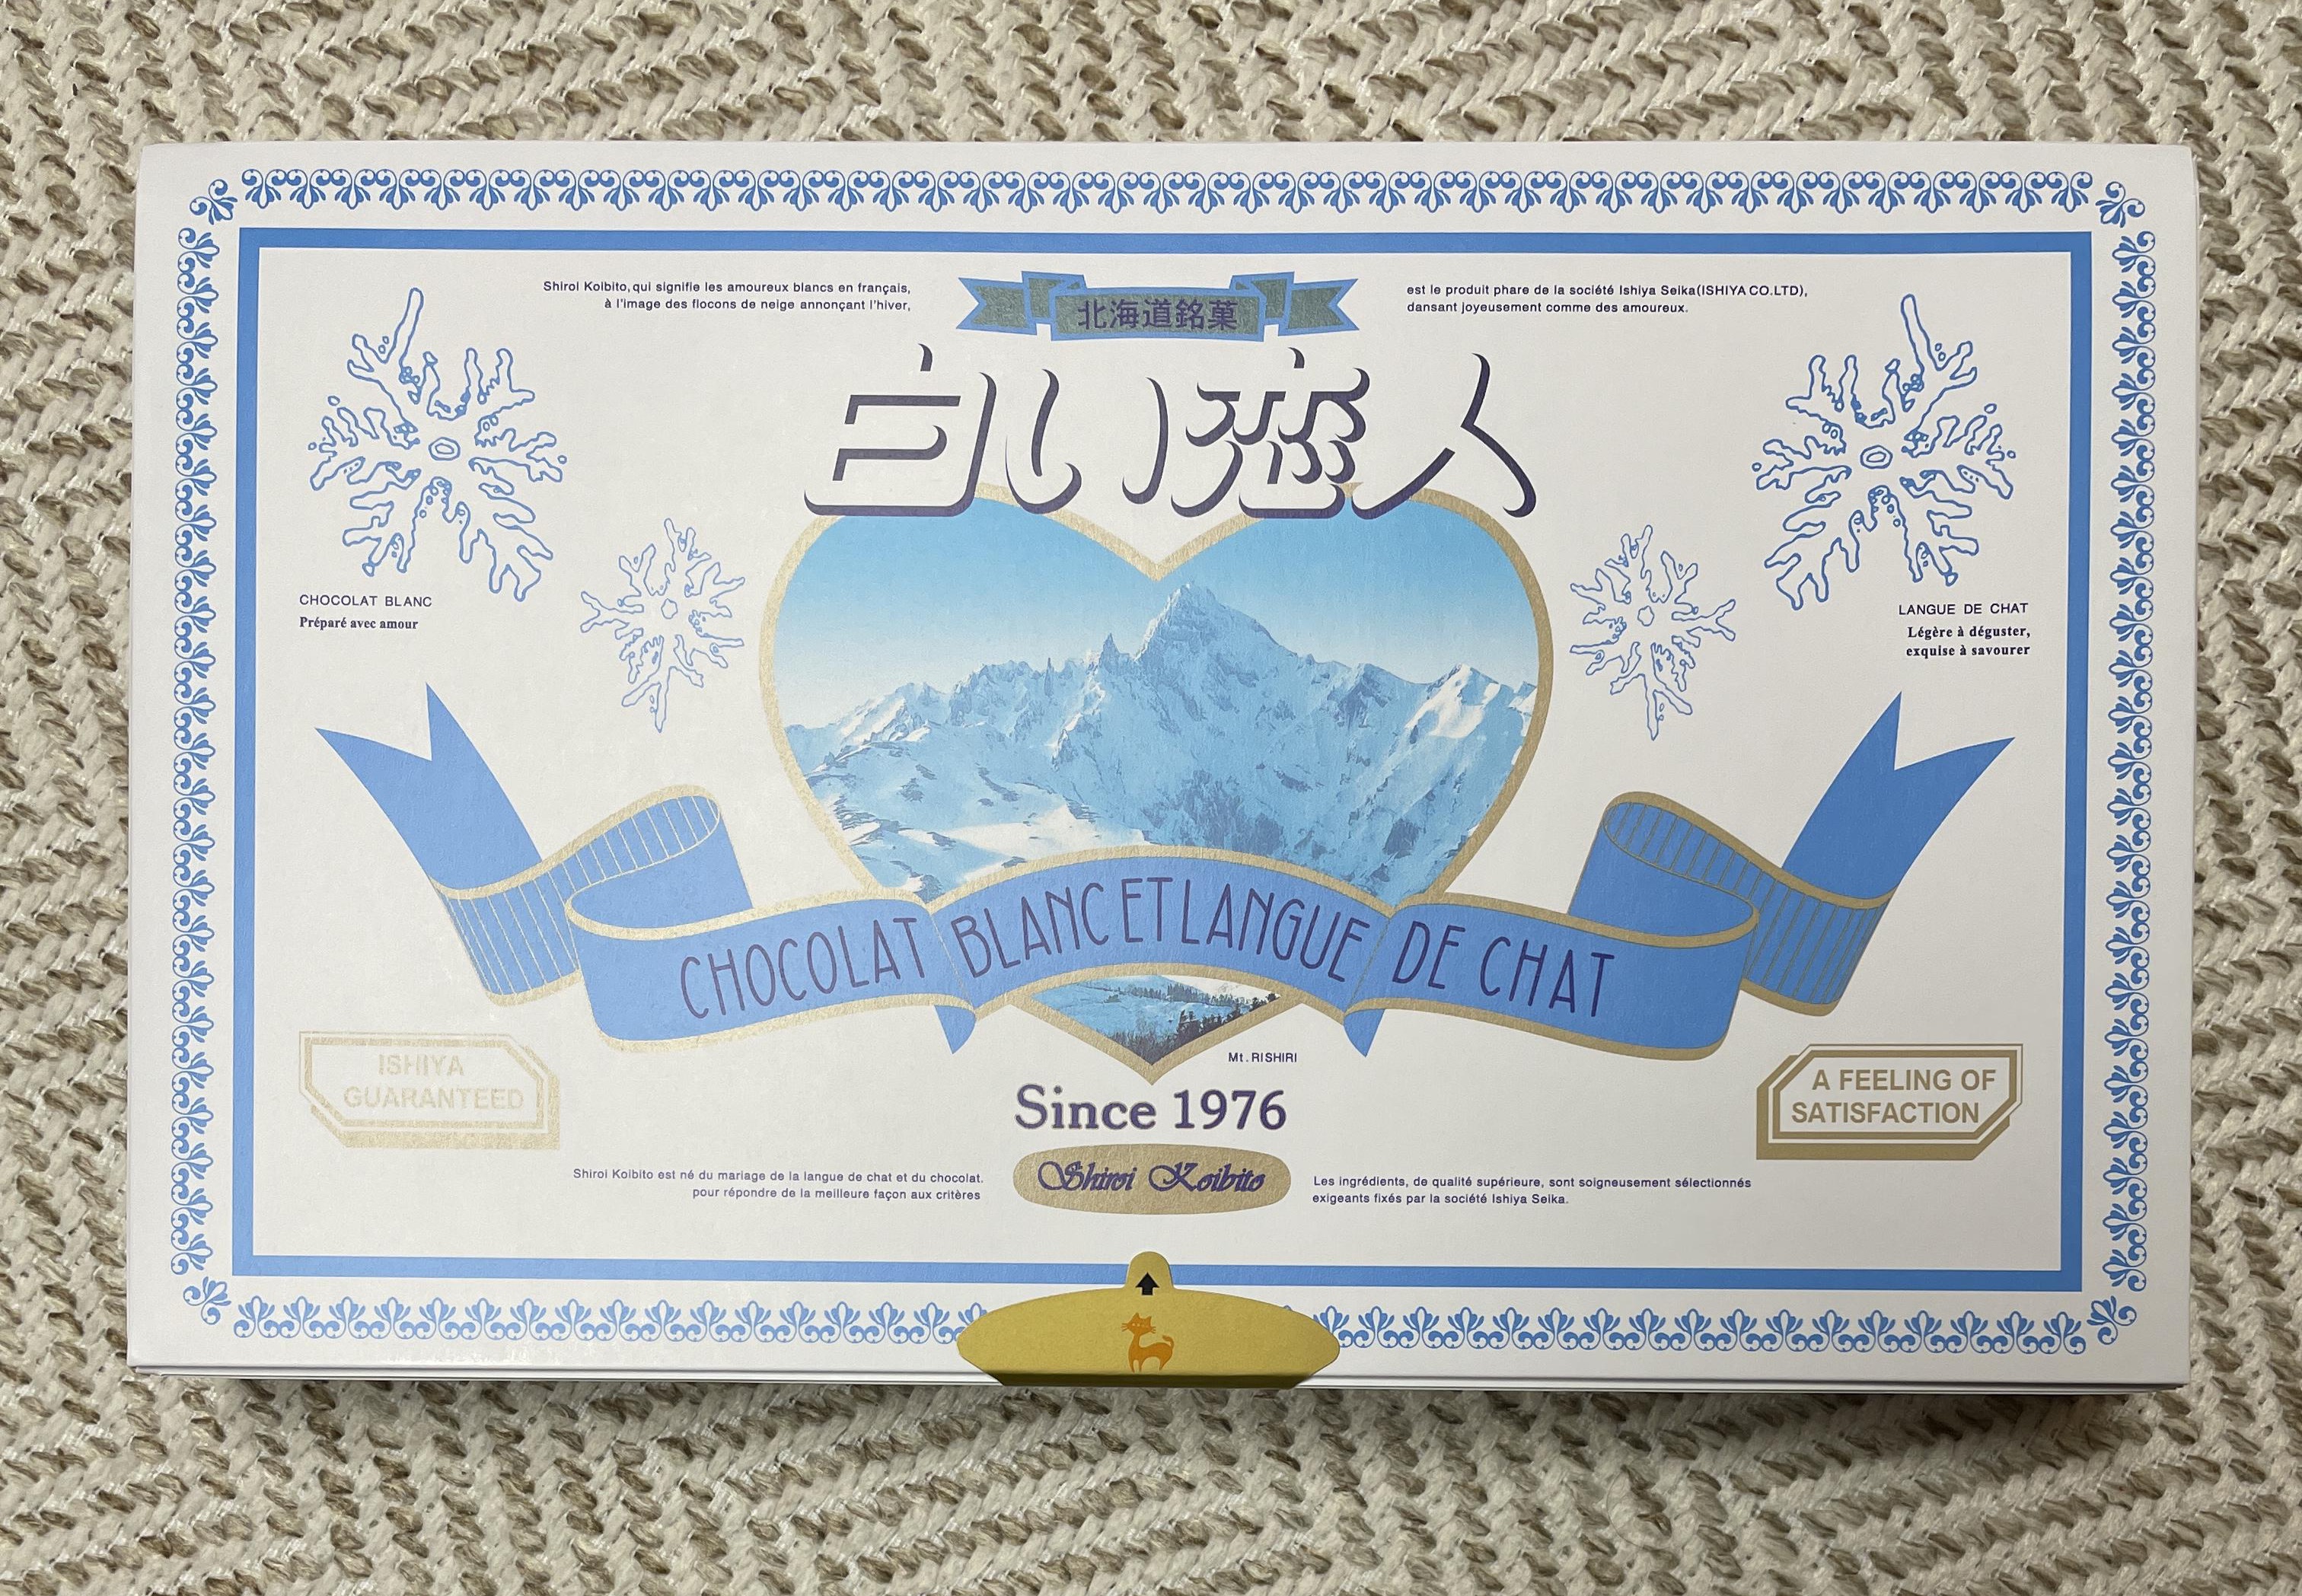 Shiroi Koibito, qui signifie les amoureux blancs en français,
à l'image des flocons de neige annonçant l'hiver,
北海道銘菓
est le produit phare de la société Ishiya Seika(ISHIYA CO.LTD),
dansant joyeusement comme des amoureux.
白い恋人
CHOCOLAT BLANC
Préparé avec amour
LANGUE DE CHAT
Légère à déguster,
exquise à savourer
CHOCOLAT BLANC ET LANGUE DE CHAT
Mt.RISHIRI
ISHIYA
GUARANTEED
A FEELING OF
SATISFACTION
Since 1976
Shiroi Koibito
Shiroi Koibito est né du mariage de la langue de chat et du chocolat.
pour répondre de la meilleure façon aux critères
Les ingrédients, de qualité supérieure, sont soigneusement sélectionnés
exigeants fixés par la société Ishiya Seika.